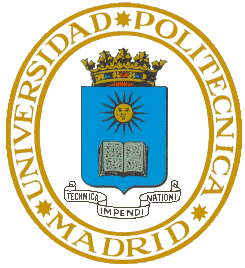 UNIVERSIDAD POLITECNICA
MADRID
TECHNICA
IMPENDI
NATIONI